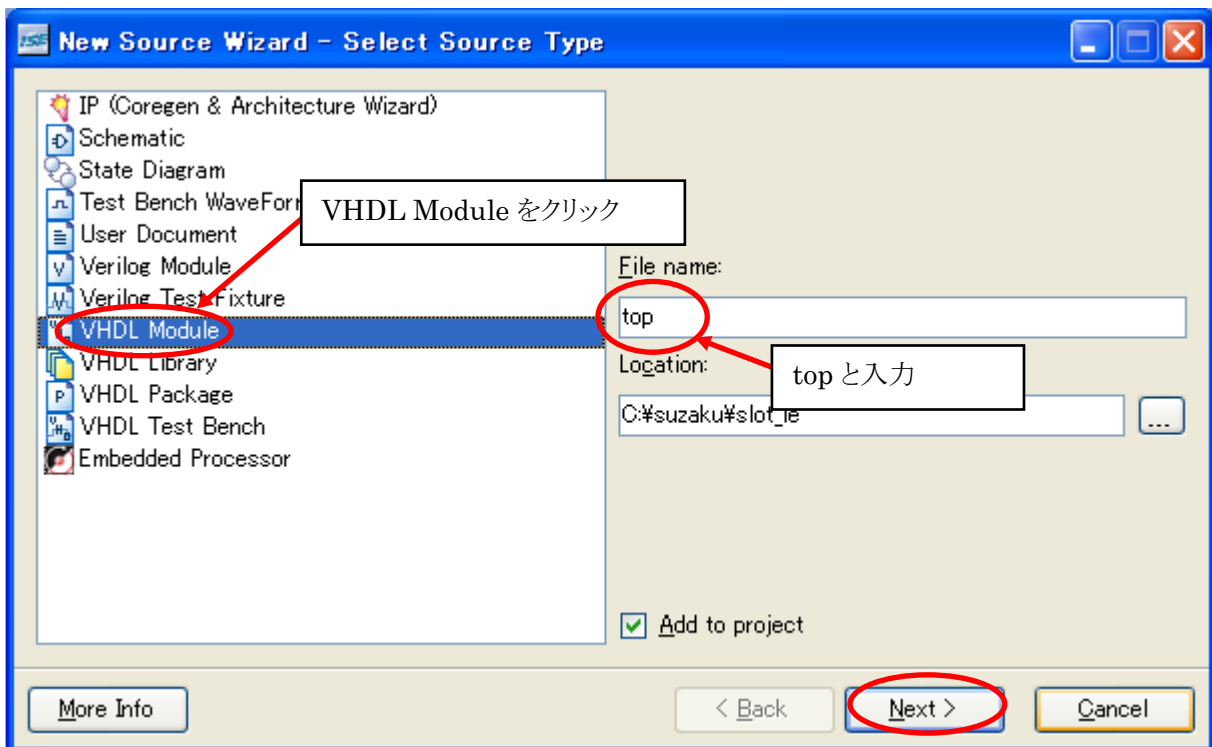 ISE New Source Wizard - Select Source Type
IP (Coregen & Architecture Wizard)
Schematic
State Diagram
Test Bench WaveForm
User Document
Verilog Module
Verilog Test Fixture
VHDL Module
VHDL Library
VHDL Package
VHDL Test Bench
Embedded Processor
VHDL Module をクリック
File name:
top
Location:
top と入力
C:¥suzaku¥slot_ie
...
Add to project
More Info
< Back
Next >
Cancel